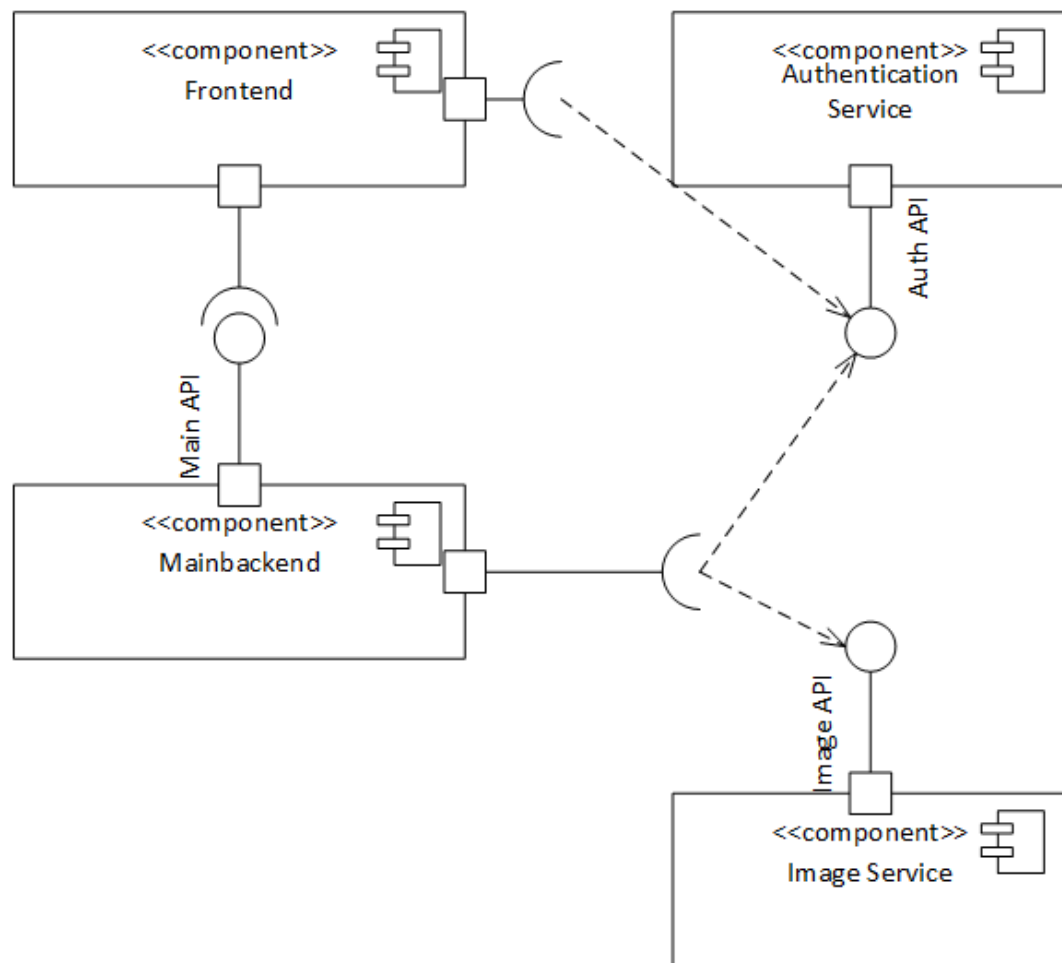 <<component>>
Frontend
<<component>>
Authentication
Service
Auth API
Main API
<<component>>
Mainbackend
Image API
<<component>>
Image Service